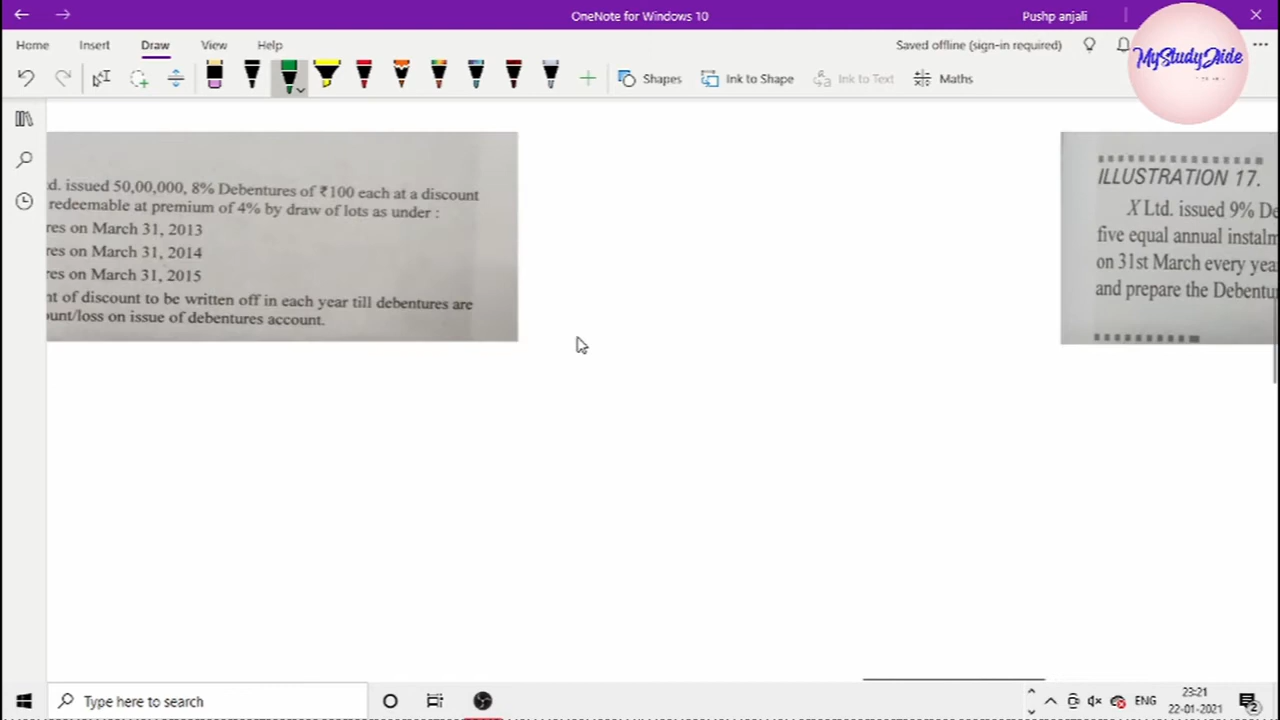 OneNote for Windows 10
Pushp anjali
Home Insert Draw View Help
Saved offline (sign-in required)
Shapes Ink to Shape Ink to Text Maths
MyStudyAide
td. issued 50,00,000, 8% Debentures of ₹100 each at a discount
redeemable at premium of 4% by draw of lots as under :
res on March 31, 2013
res on March 31, 2014
res on March 31, 2015
nt of discount to be written off in each year till debentures are
ount/loss on issue of debentures account.
ILLUSTRATION 17.
X Ltd. issued 9% De
five equal annual instalm
on 31st March every yea
and prepare the Debentu
Type here to search
ENG
23:21
22-01-2021
2